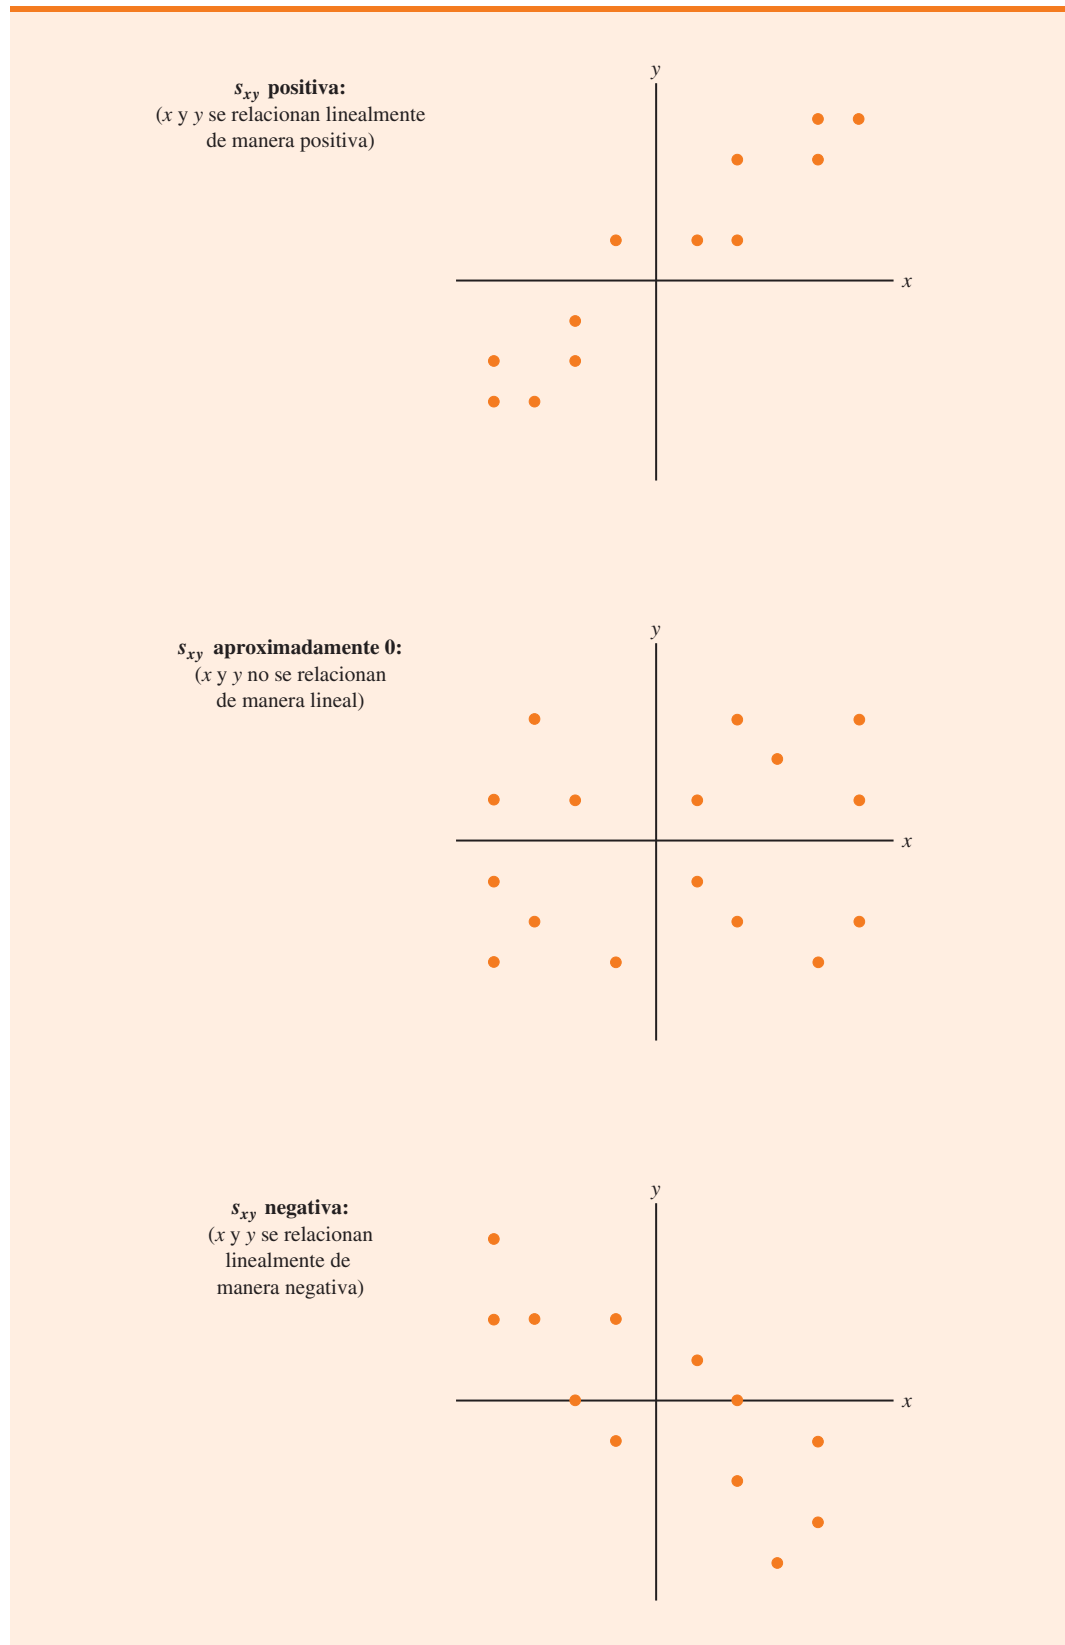 s_xy positiva:
(x y y se relacionan linealmente
de manera positiva)
y
x
s_xy aproximadamente 0:
(x y y no se relacionan
de manera lineal)
y
x
s_xy negativa:
(x y y se relacionan
linealmente de
manera negativa)
y
x